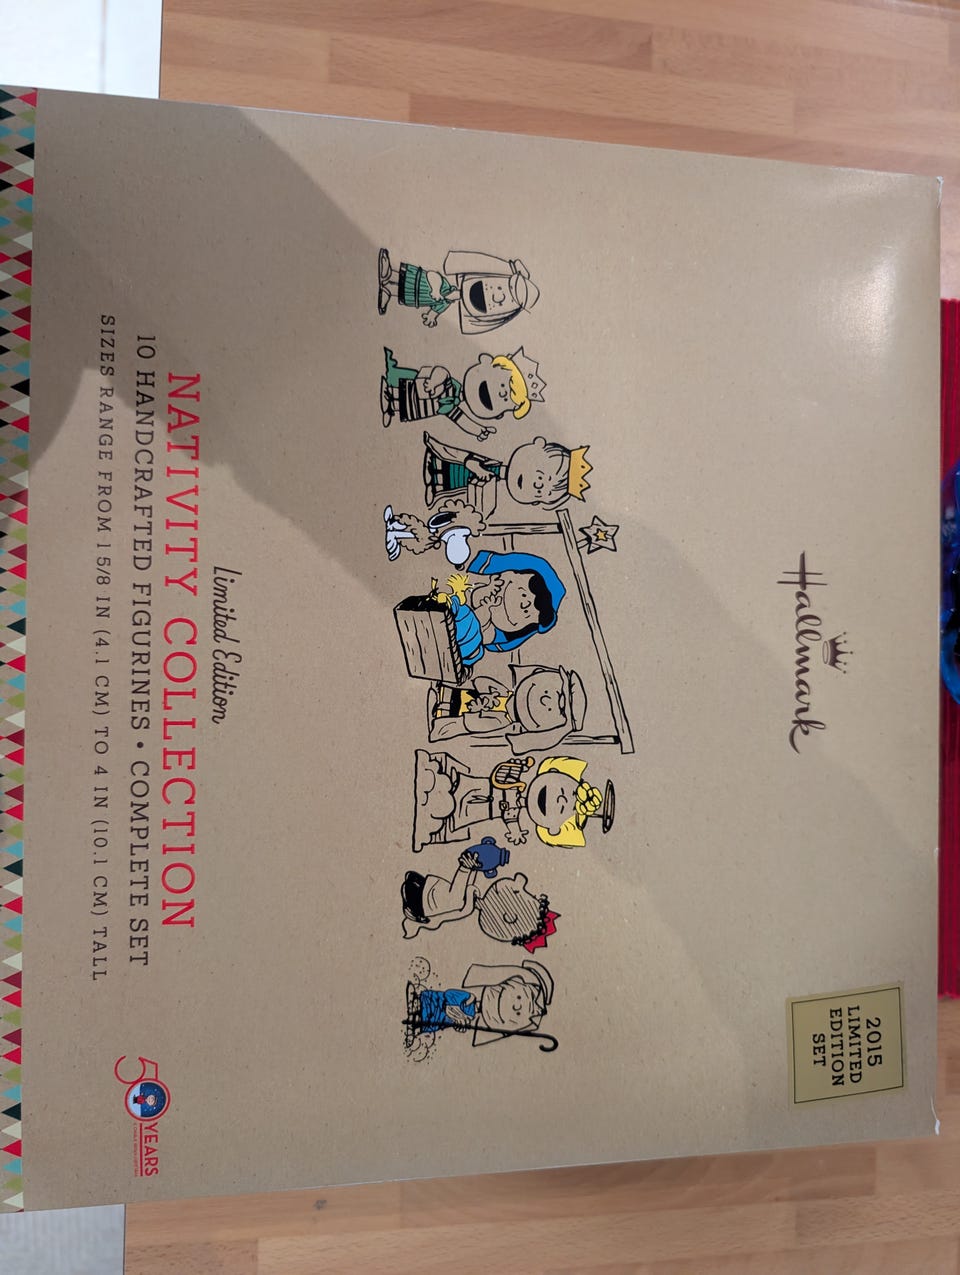 Hallmark
2015
LIMITED
EDITION
SET
Limited Edition
NATIVITY COLLECTION
10 HANDCRAFTED FIGURINES • COMPLETE SET
SIZES RANGE FROM 1 5/8 IN (4.1 CM) TO 4 IN (10.1 CM) TALL
50 YEARS